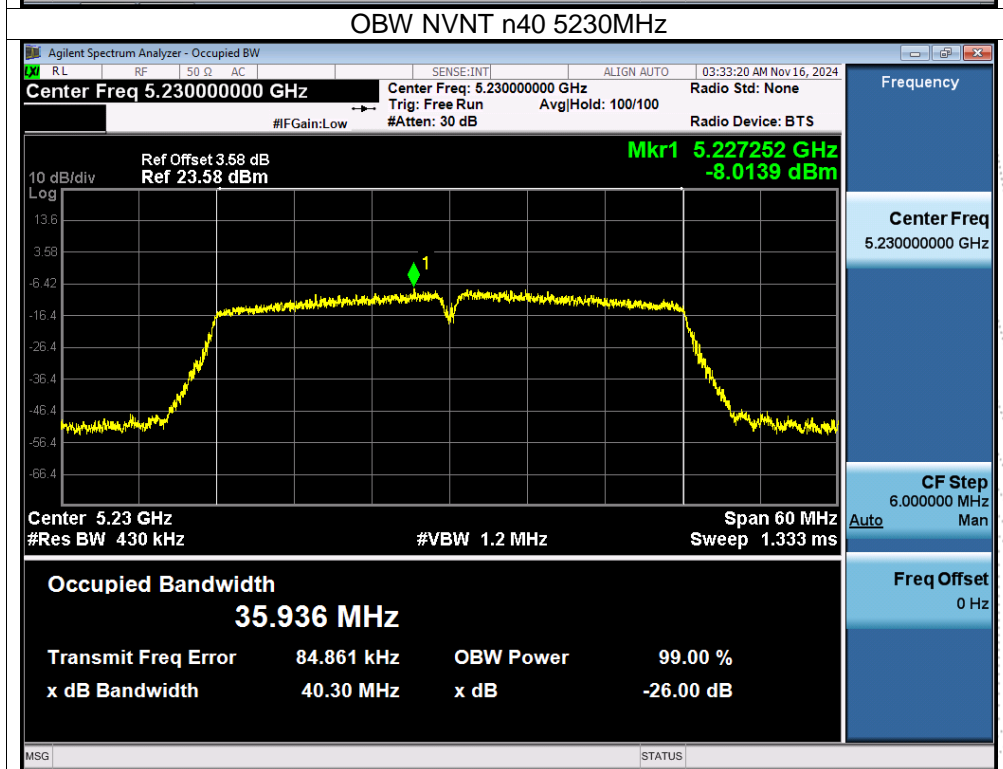 OBW NVNT n40 5230MHz
Agilent Spectrum Analyzer - Occupied BW
LXI RL RF 50 Ω AC SENSE:INT ALIGN AUTO 03:33:20 AM Nov 16, 2024
Center Freq 5.230000000 GHz
Center Freq: 5.230000000 GHz Radio Std: None
Trig: Free Run Avg|Hold: 100/100
#IFGain:Low #Atten: 30 dB Radio Device: BTS
Frequency
Ref Offset 3.58 dB
10 dB/div Ref 23.58 dBm
Mkr1 5.227252 GHz
-8.0139 dBm
Log
13.6
3.58
-6.42
-16.4
-26.4
-36.4
-46.4
-56.4
-66.4
1
Center 5.23 GHz Span 60 MHz
#Res BW 430 kHz #VBW 1.2 MHz Sweep 1.333 ms
Center Freq
5.230000000 GHz
CF Step
6.000000 MHz
Auto Man
Freq Offset
0 Hz
Occupied Bandwidth
35.936 MHz
Transmit Freq Error 84.861 kHz OBW Power 99.00 %
x dB Bandwidth 40.30 MHz x dB -26.00 dB
MSG STATUS